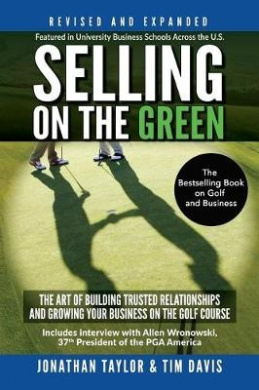 REVISED AND EXPANDED
Featured in University Business Schools Across the U.S.
SELLING
ON THE GREEN
The
Bestselling Book
on Golf
and Business
THE ART OF BUILDING TRUSTED RELATIONSHIPS
AND GROWING YOUR BUSINESS ON THE GOLF COURSE
Includes interview with Allen Wronowski,
37th President of the PGA America
JONATHAN TAYLOR & TIM DAVIS